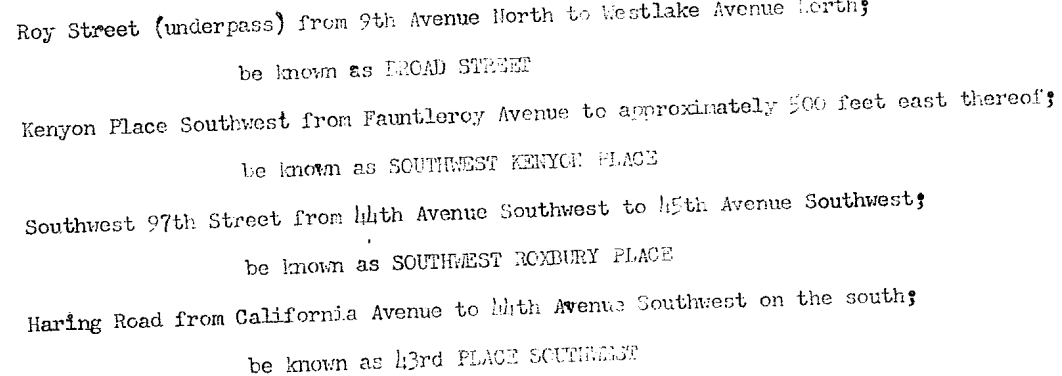 Roy Street (underpass) from 9th Avenue North to Westlake Avenue North;
be known as BROAD STREET
Kenyon Place Southwest from Fauntleroy Avenue to approximately 500 feet east thereof;
be known as SOUTHWEST KENYON PLACE
Southwest 97th Street from 44th Avenue Southwest to 45th Avenue Southwest;
be known as SOUTHWEST ROXBURY PLACE
Haring Road from California Avenue to 44th Avenue Southwest on the south;
be known as 43rd PLACE SOUTHWEST